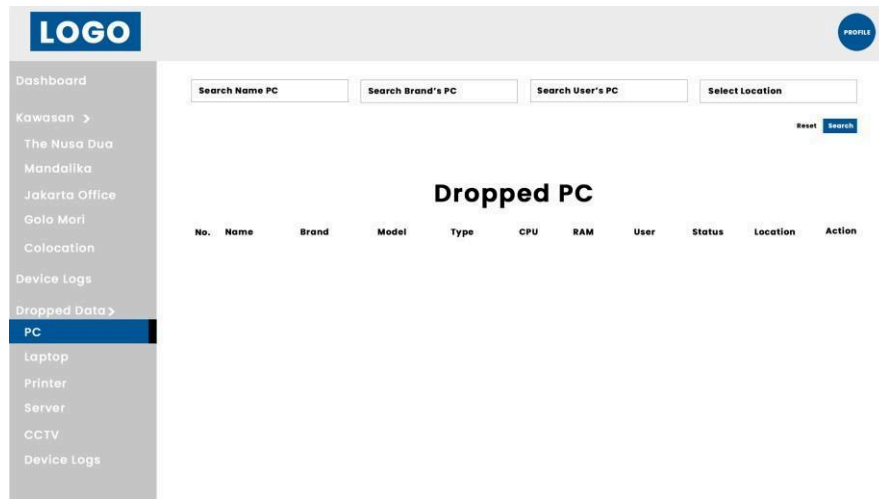 LOGO
PROFILE
Dashboard
Kawasan >
The Nusa Dua
Mandalika
Jakarta Office
Golo Mori
Colocation
Device Logs
Dropped Data >
PC
Laptop
Printer
Server
CCTV
Device Logs
Search Name PC Search Brand's PC Search User's PC Select Location
Reset Search
Dropped PC
No. Name Brand Model Type CPU RAM User Status Location Action